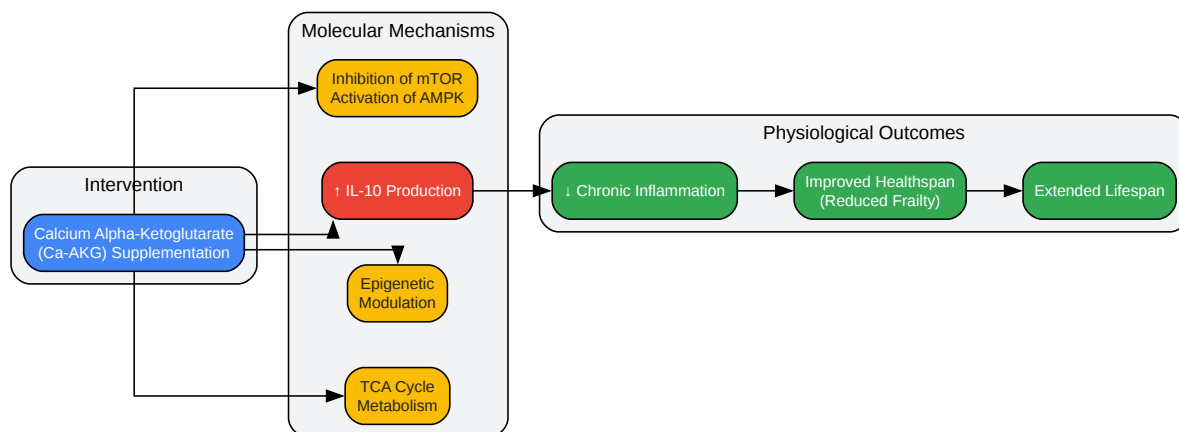 Intervention
Calcium Alpha-Ketoglutarate
(Ca-AKG) Supplementation
Molecular Mechanisms
Inhibition of mTOR
Activation of AMPK
↑ IL-10 Production
Epigenetic
Modulation
TCA Cycle
Metabolism
Physiological Outcomes
↓ Chronic Inflammation
Improved Healthspan
(Reduced Frailty)
Extended Lifespan